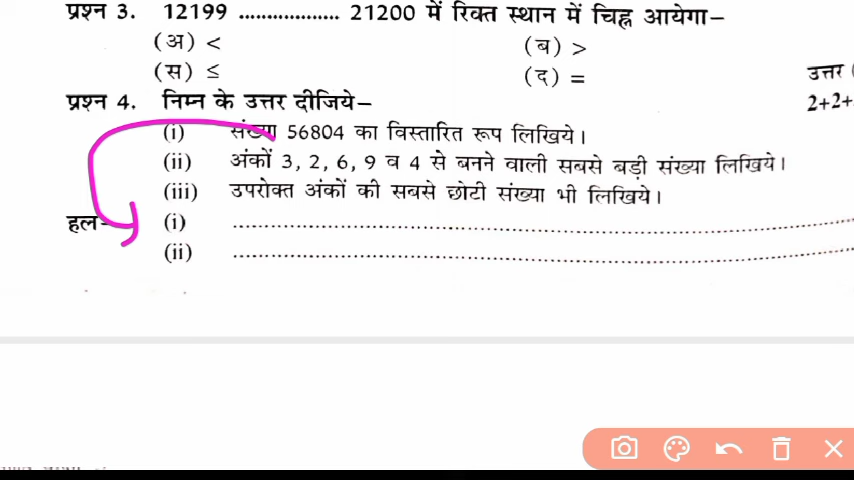 प्रश्न 3. 12199 ................... 21200 में रिक्त स्थान में चिह्न आयेगा–
(अ) < (ब) >
(स) ≤ (द) = उत्तर (
प्रश्न 4. निम्न के उत्तर दीजिये– 2+2+
(i) संख्या 56804 का विस्तारित रूप लिखिये।
(ii) अंकों 3, 2, 6, 9 व 4 से बनने वाली सबसे बड़ी संख्या लिखिये।
(iii) उपरोक्त अंकों की सबसे छोटी संख्या भी लिखिये।
हल– (i) ................................................................
(ii) ................................................................